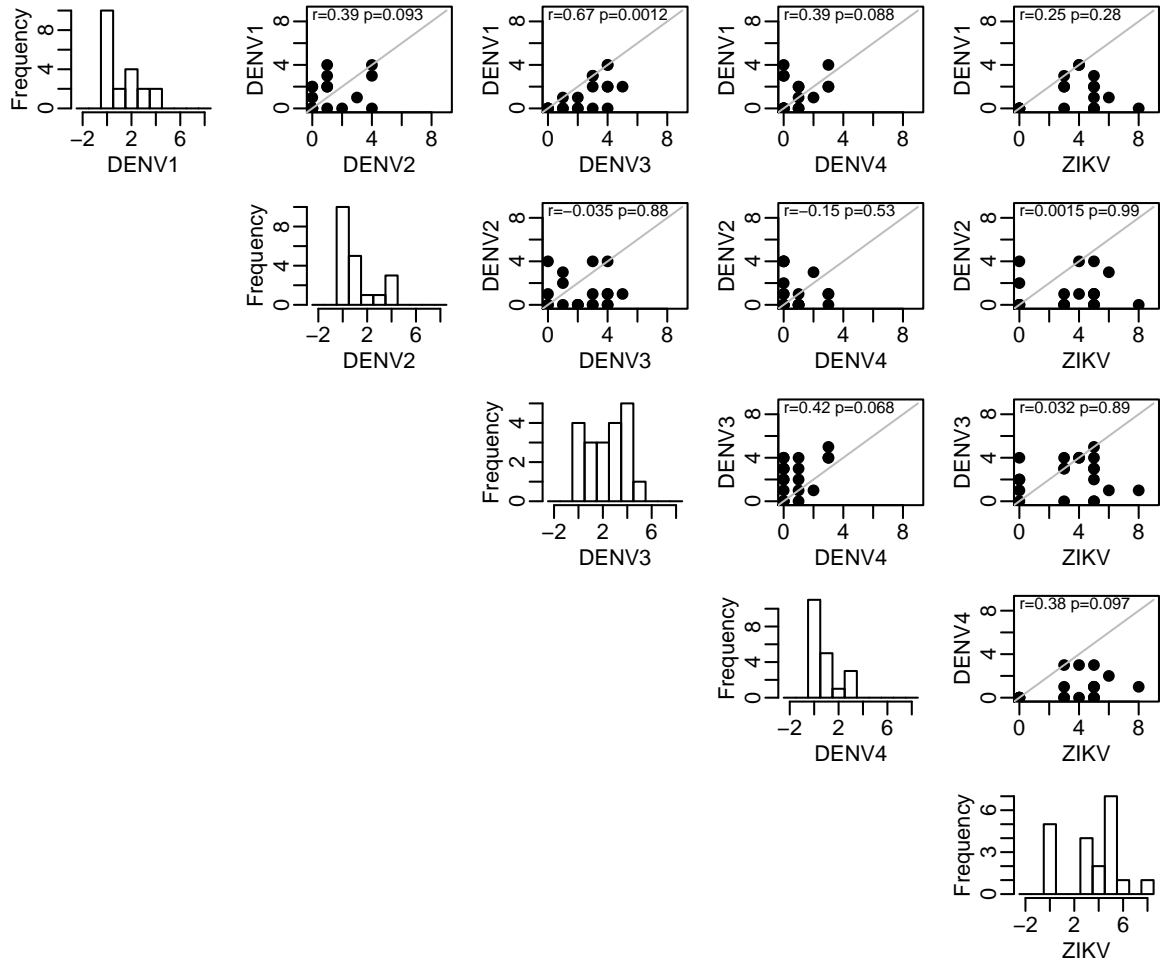 r=0.39 p=0.093
r=0.67 p=0.0012
r=0.39 p=0.088
r=0.25 p=0.28
Frequency
0 4 8
DENV1
0 4 8
DENV1
0 4 8
DENV1
0 4 8
DENV1
0 4 8
−2 2 6
0 4 8
0 4 8
0 4 8
0 4 8
DENV1
DENV2
DENV3
DENV4
ZIKV
r=−0.035 p=0.88
r=−0.15 p=0.53
r=0.0015 p=0.99
Frequency
0 4 8
DENV2
0 4 8
DENV2
0 4 8
DENV2
0 4 8
−2 2 6
0 4 8
0 4 8
0 4 8
DENV2
DENV3
DENV4
ZIKV
r=0.42 p=0.068
r=0.032 p=0.89
Frequency
0 2 4
DENV3
0 4 8
DENV3
0 4 8
−2 2 6
0 4 8
0 4 8
DENV3
DENV4
ZIKV
r=0.38 p=0.097
Frequency
0 4 8
DENV4
0 4 8
−2 2 6
0 4 8
DENV4
ZIKV
Frequency
0 3 6
−2 2 6
ZIKV